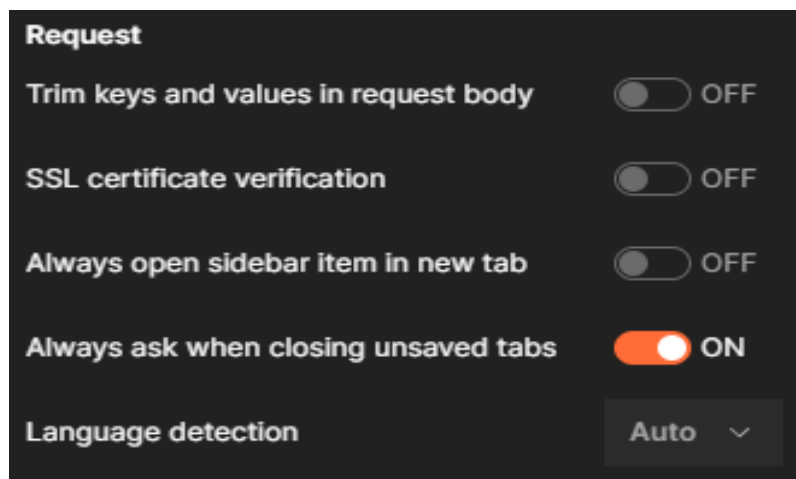 Request
Trim keys and values in request body OFF
SSL certificate verification OFF
Always open sidebar item in new tab OFF
Always ask when closing unsaved tabs ON
Language detection Auto